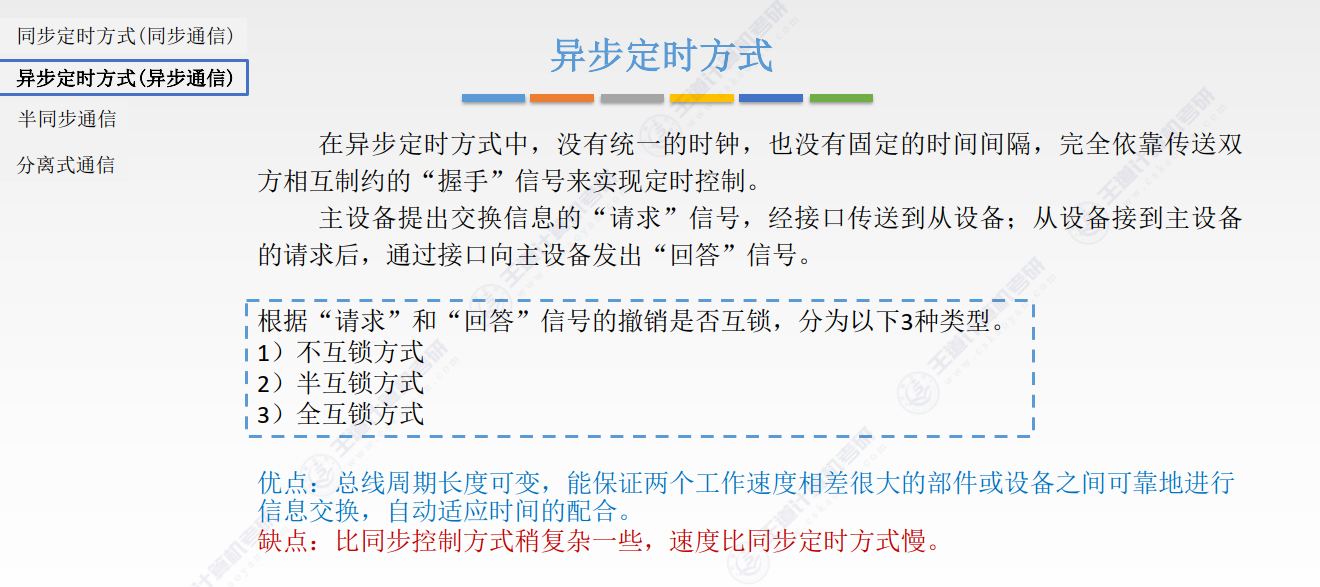 同步定时方式(同步通信)
异步定时方式(异步通信)
半同步通信
分离式通信
异步定时方式
在异步定时方式中，没有统一的时钟，也没有固定的时间间隔，完全依靠传送双
方相互制约的“握手”信号来实现定时控制。
主设备提出交换信息的“请求”信号，经接口传送到从设备；从设备接到主设备
的请求后，通过接口向主设备发出“回答”信号。
根据“请求”和“回答”信号的撤销是否互锁，分为以下3种类型。
1）不互锁方式
2）半互锁方式
3）全互锁方式
优点：总线周期长度可变，能保证两个工作速度相差很大的部件或设备之间可靠地进行
信息交换，自动适应时间的配合。
缺点：比同步控制方式稍复杂一些，速度比同步定时方式慢。
王道计算机考研